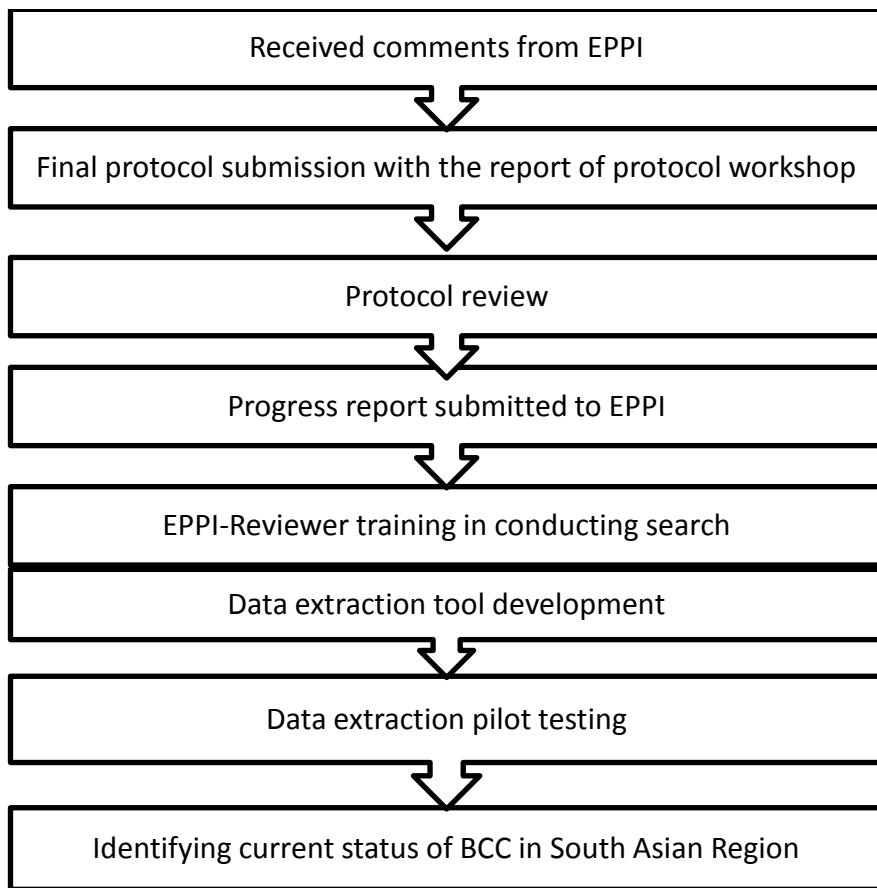 Received comments from EPPI
Final protocol submission with the report of protocol workshop
Protocol review
Progress report submitted to EPPI
EPPI-Reviewer training in conducting search
Data extraction tool development
Data extraction pilot testing
Identifying current status of BCC in South Asian Region